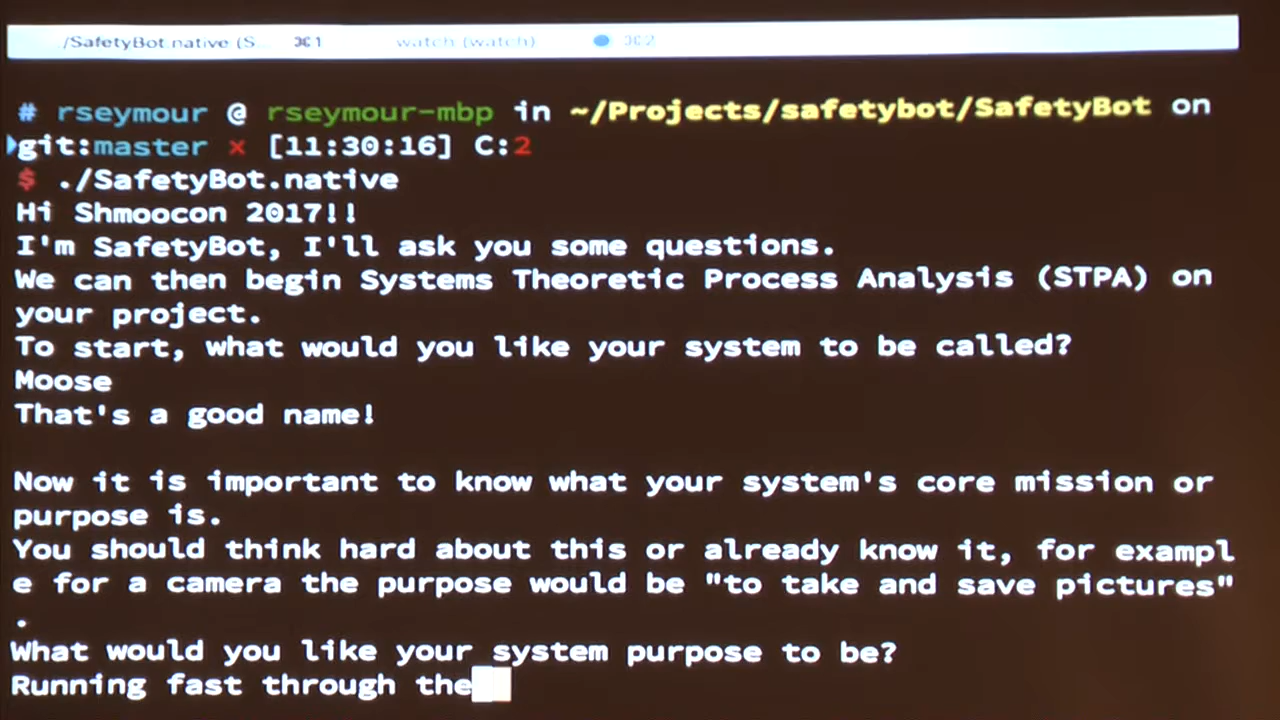 ./SafetyBot.native (S... ⌘1 watch (watch) ⌘2
# rseymour @ rseymour-mbp in ~/Projects/safetybot/SafetyBot on
git:master x [11:30:16] C:2
$ ./SafetyBot.native
Hi Shmoocon 2017!!
I'm SafetyBot, I'll ask you some questions.
We can then begin Systems Theoretic Process Analysis (STPA) on
your project.
To start, what would you like your system to be called?
Moose
That's a good name!
Now it is important to know what your system's core mission or
purpose is.
You should think hard about this or already know it, for exampl
e for a camera the purpose would be "to take and save pictures"
.
What would you like your system purpose to be?
Running fast through the